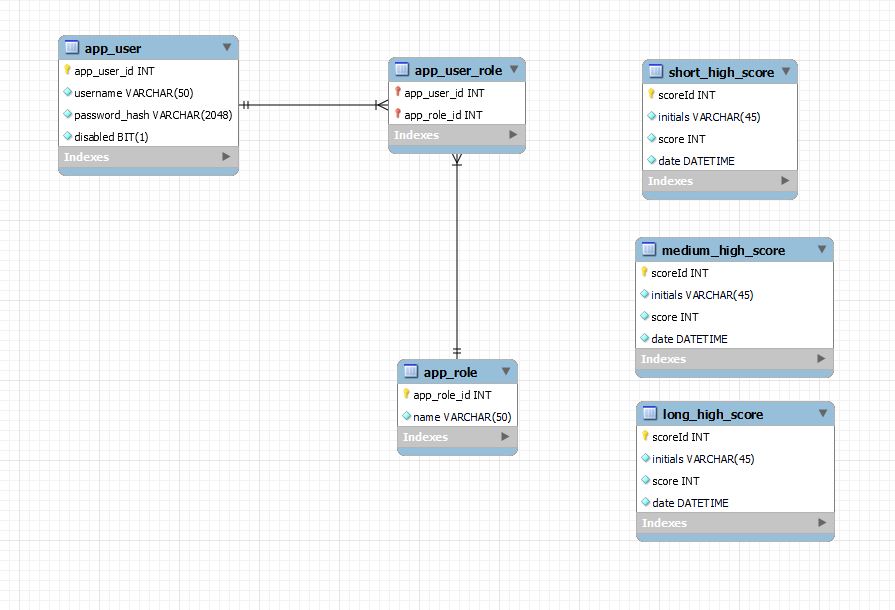 app_user
app_user_id INT
username VARCHAR(50)
password_hash VARCHAR(2048)
disabled BIT(1)
Indexes
app_user_role
app_user_id INT
app_role_id INT
Indexes
app_role
app_role_id INT
name VARCHAR(50)
Indexes
short_high_score
scoreId INT
initials VARCHAR(45)
score INT
date DATETIME
Indexes
medium_high_score
scoreId INT
initials VARCHAR(45)
score INT
date DATETIME
Indexes
long_high_score
scoreId INT
initials VARCHAR(45)
score INT
date DATETIME
Indexes